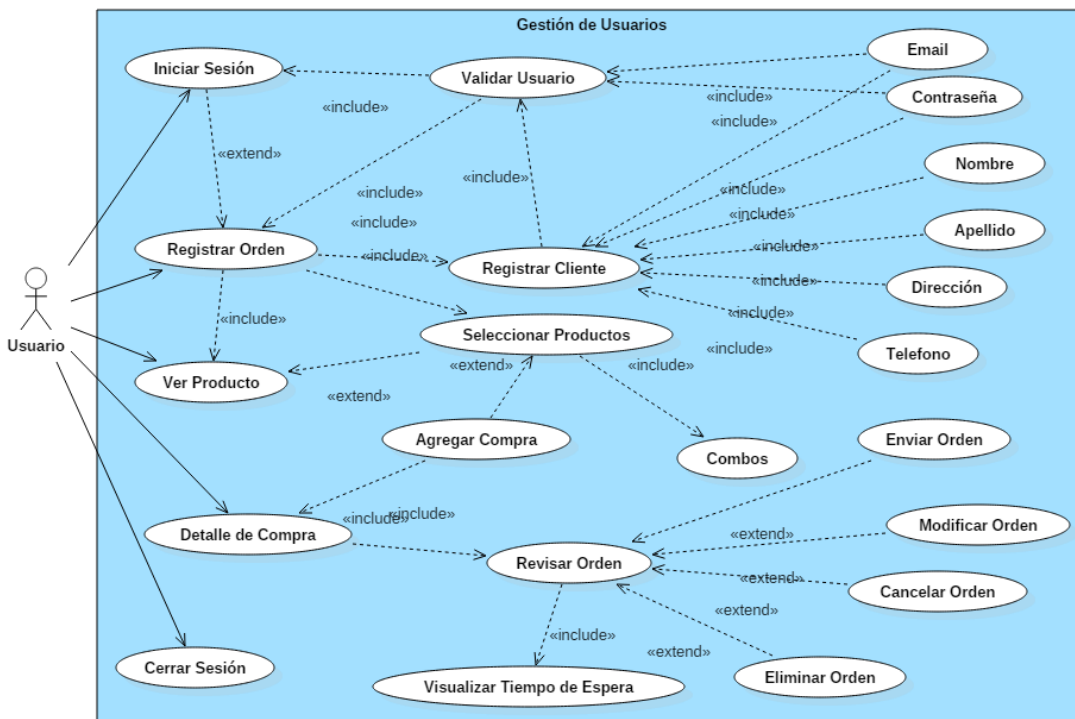 Gestión de Usuarios
Iniciar Sesión
Validar Usuario
Email
Contraseña
«include»
«include»
«include»
«extend»
«include»
«include»
«include»
Nombre
«include»
«include»
Registrar Orden
«include»
Registrar Cliente
«include»
Apellido
«include»
Dirección
Usuario
«include»
Seleccionar Productos
«include»
Telefono
Ver Producto
«extend»
«include»
«extend»
Agregar Compra
Combos
Enviar Orden
Detalle de Compra
«include»
«include»
Modificar Orden
«extend»
Revisar Orden
«extend»
Cancelar Orden
«include»
«extend»
«extend»
Cerrar Sesión
Visualizar Tiempo de Espera
Eliminar Orden